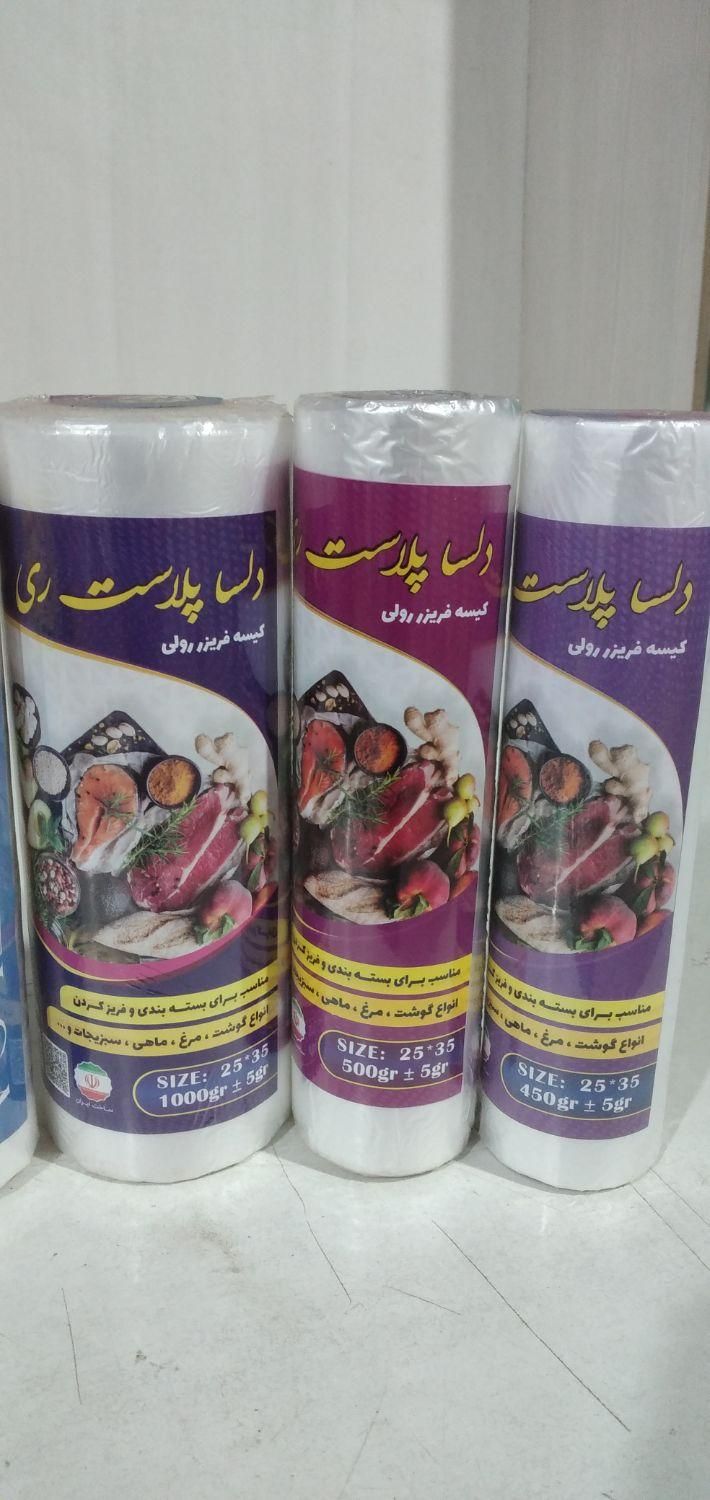 دلسا پلاست ری
کیسه فریزر رولی
مناسب برای بسته بندی و فریز کردن
انواع گوشت ، مرغ ، ماهی ، سبزیجات و ...
SIZE: 25*35
1000gr ± 5gr
ساخت ایران
دلسا پلاست ر
کیسه فریزر رولی
مناسب برای بسته بندی و فریز کردن
انواع گوشت ، مرغ ، ماهی ، سبزیجات
SIZE: 25*35
500gr ± 5gr
دلسا پلاست
کیسه فریزر رولی
مناسب برای بسته بندی و فریز ک
انواع گوشت ، مرغ ، ماهی ، سب
SIZE: 25*35
450gr ± 5gr